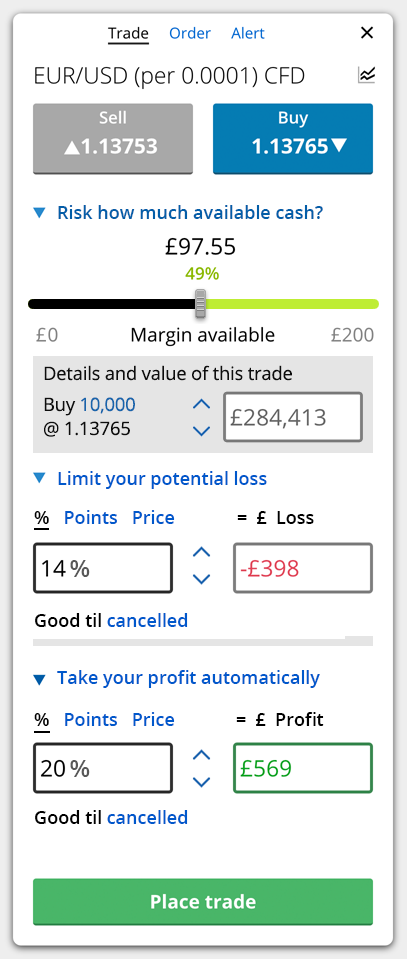 Trade Order Alert ×
EUR/USD (per 0.0001) CFD
Sell
▲1.13753
Buy
1.13765▼
▼ Risk how much available cash?
£97.55
49%
£0 Margin available £200
Details and value of this trade
Buy 10,000
@ 1.13765
£284,413
▼ Limit your potential loss
% Points Price = £ Loss
14 % -£398
Good til cancelled
▼ Take your profit automatically
% Points Price = £ Profit
20 % £569
Good til cancelled
Place trade